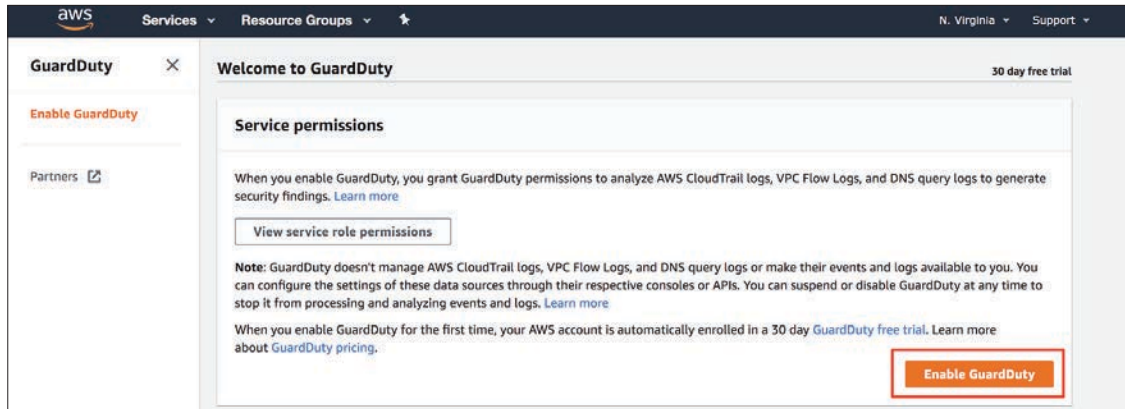 aws Services Resource Groups N. Virginia Support
GuardDuty
Enable GuardDuty
Partners
Welcome to GuardDuty 30 day free trial
Service permissions
When you enable GuardDuty, you grant GuardDuty permissions to analyze AWS CloudTrail logs, VPC Flow Logs, and DNS query logs to generate
security findings. Learn more
View service role permissions
Note: GuardDuty doesn't manage AWS CloudTrail logs, VPC Flow Logs, and DNS query logs or make their events and logs available to you. You
can configure the settings of these data sources through their respective consoles or APIs. You can suspend or disable GuardDuty at any time to
stop it from processing and analyzing events and logs. Learn more
When you enable GuardDuty for the first time, your AWS account is automatically enrolled in a 30 day GuardDuty free trial. Learn more
about GuardDuty pricing.
Enable GuardDuty